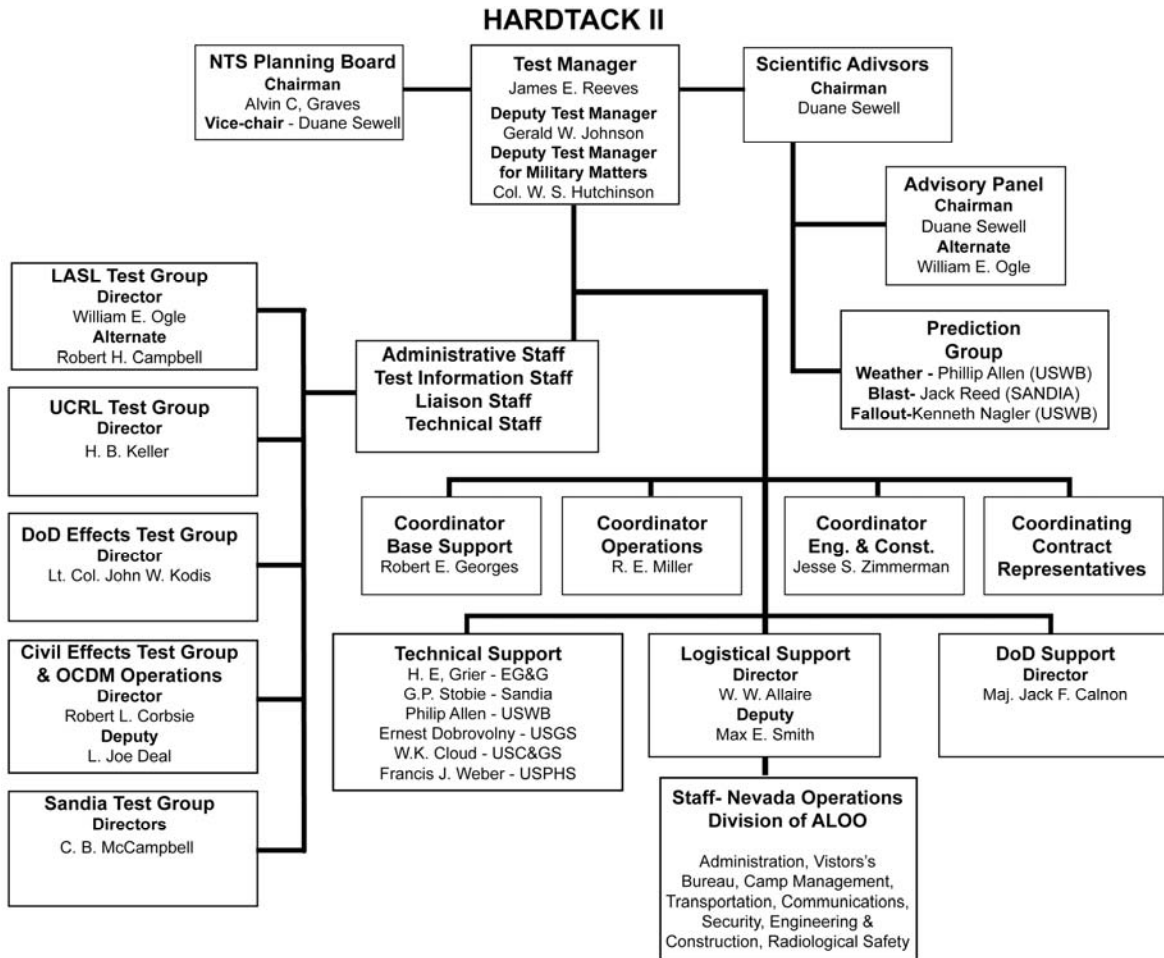 HARDTACK II
NTS Planning Board
Chairman
Alvin C, Graves
Vice-chair - Duane Sewell
Test Manager
James E. Reeves
Deputy Test Manager
Gerald W. Johnson
Deputy Test Manager
for Military Matters
Col. W. S. Hutchinson
Scientific Adivsors
Chairman
Duane Sewell
Advisory Panel
Chairman
Duane Sewell
Alternate
William E. Ogle
Prediction
Group
Weather - Phillip Allen (USWB)
Blast- Jack Reed (SANDIA)
Fallout-Kenneth Nagler (USWB)
LASL Test Group
Director
William E. Ogle
Alternate
Robert H. Campbell
UCRL Test Group
Director
H. B. Keller
DoD Effects Test Group
Director
Lt. Col. John W. Kodis
Civil Effects Test Group
& OCDM Operations
Director
Robert L. Corbsie
Deputy
L. Joe Deal
Sandia Test Group
Directors
C. B. McCampbell
Administrative Staff
Test Information Staff
Liaison Staff
Technical Staff
Coordinator
Base Support
Robert E. Georges
Coordinator
Operations
R. E. Miller
Coordinator
Eng. & Const.
Jesse S. Zimmerman
Coordinating
Contract
Representatives
Technical Support
H. E, Grier - EG&G
G.P. Stobie - Sandia
Philip Allen - USWB
Ernest Dobrovolny - USGS
W.K. Cloud - USC&GS
Francis J. Weber - USPHS
Logistical Support
Director
W. W. Allaire
Deputy
Max E. Smith
DoD Support
Director
Maj. Jack F. Calnon
Staff- Nevada Operations
Division of ALOO
Administration, Vistors's
Bureau, Camp Management,
Transportation, Communications,
Security, Engineering &
Construction, Radiological Safety